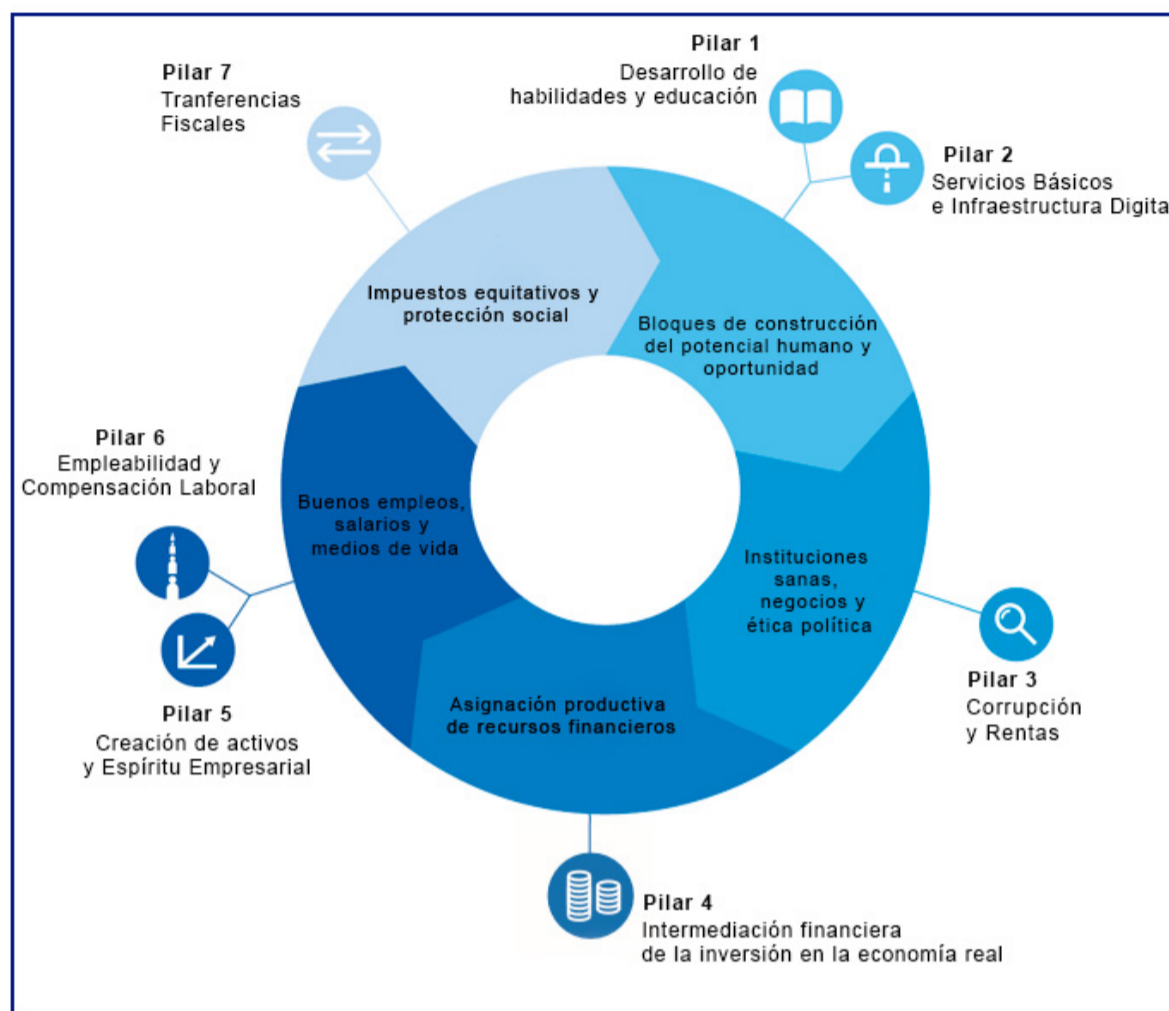 Pilar 1
Desarrollo de
habilidades y educación
Pilar 2
Servicios Básicos
e Infraestructura Digita
Pilar 7
Tranferencias
Fiscales
Impuestos equitativos y
protección social
Bloques de construcción
del potencial humano y
oportunidad
Pilar 6
Empleabilidad y
Compensación Laboral
Buenos empleos,
salarios y
medios de vida
Instituciones
sanas,
negocios y
ética política
Pilar 3
Corrupción
y Rentas
Pilar 5
Creación de activos
y Espíritu Empresarial
Asignación productiva
de recursos financieros
Pilar 4
Intermediación financiera
de la inversión en la economía real